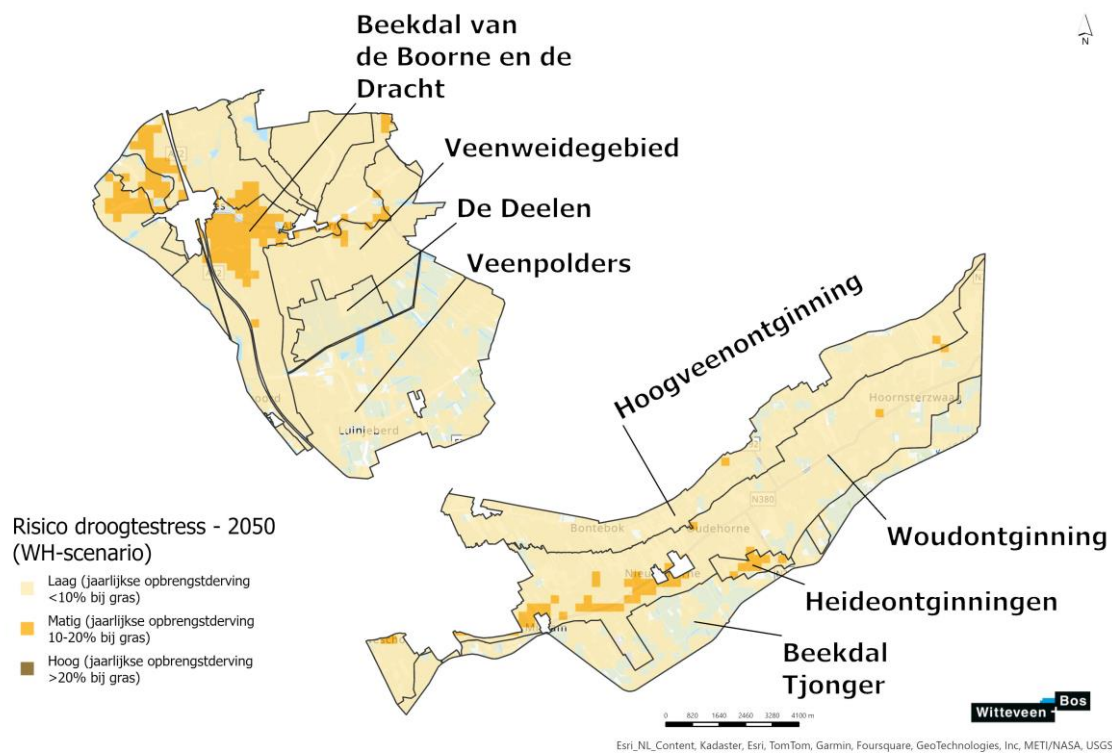 Beekdal van
de Boorne en de
Dracht
N
Veenweidegebied
De Deelen
Veenpolders
Hoogveenontginning
Hoornsterzwaag
N380
Bontebok
Oudehorne
Woudontginning
Risico droogtestress - 2050
(WH-scenario)
Laag (jaarlijkse opbrengstderving
<10% bij gras)
Matig (jaarlijkse opbrengstderving
10-20% bij gras)
Hoog (jaarlijkse opbrengstderving
>20% bij gras)
Heideontginningen
Beekdal
Tjonger
0 820 1640 2460 3280 4100 m
Witteveen + Bos
Esri_NL_Content, Kadaster, Esri, TomTom, Garmin, Foursquare, GeoTechnologies, Inc, METI/NASA, USGS